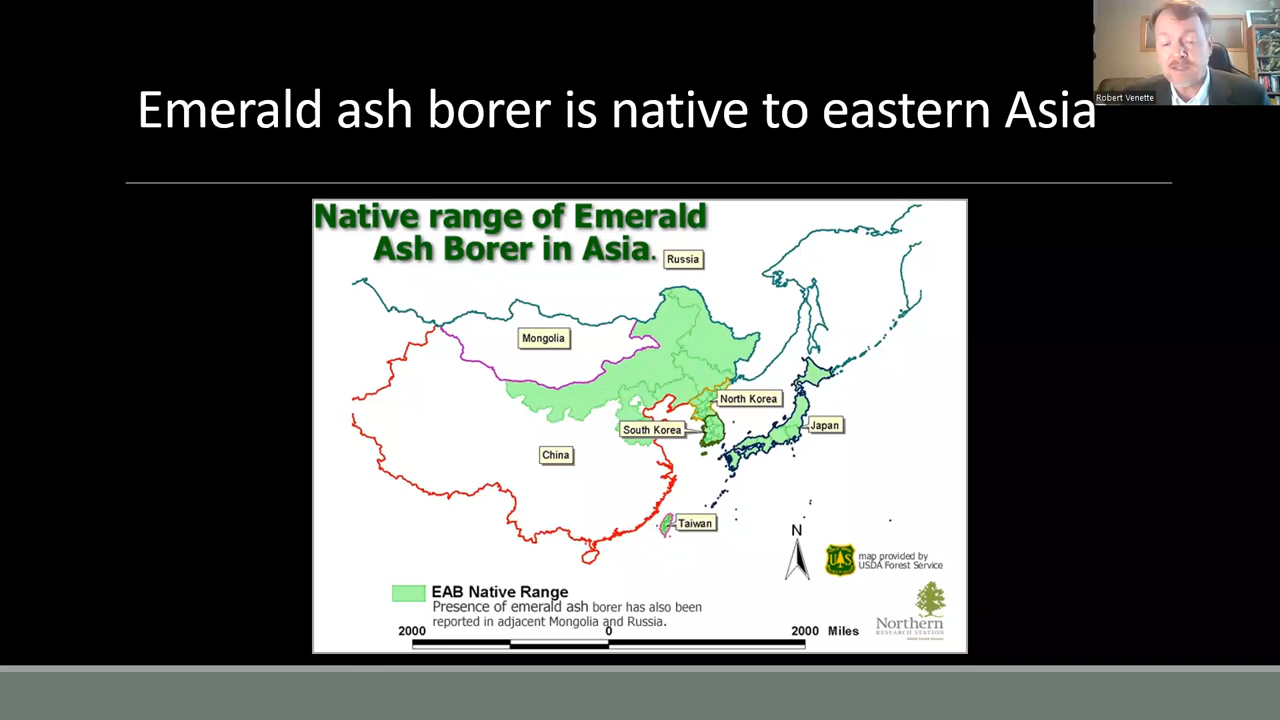 Robert Venette
Emerald ash borer is native to eastern Asia
Native range of Emerald
Ash Borer in Asia.
Russia
Mongolia
North Korea
South Korea
Japan
China
Taiwan
N
UAS
map provided by
USDA Forest Service
EAB Native Range
Presence of emerald ash borer has also been
reported in adjacent Mongolia and Russia.
Northern
RESEARCH STATION
2000 0 2000 Miles